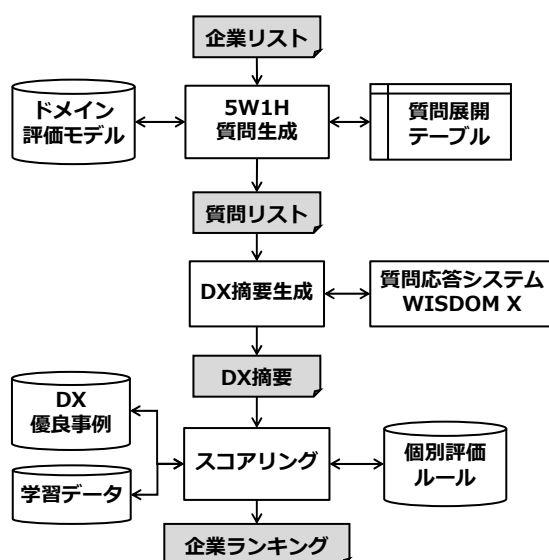 企業リスト
ドメイン
評価モデル
5W1H
質問生成
質問展開
テーブル
質問リスト
DX摘要生成
質問応答システム
WISDOM X
DX摘要
DX
優良事例
学習データ
スコアリング
個別評価
ルール
企業ランキング